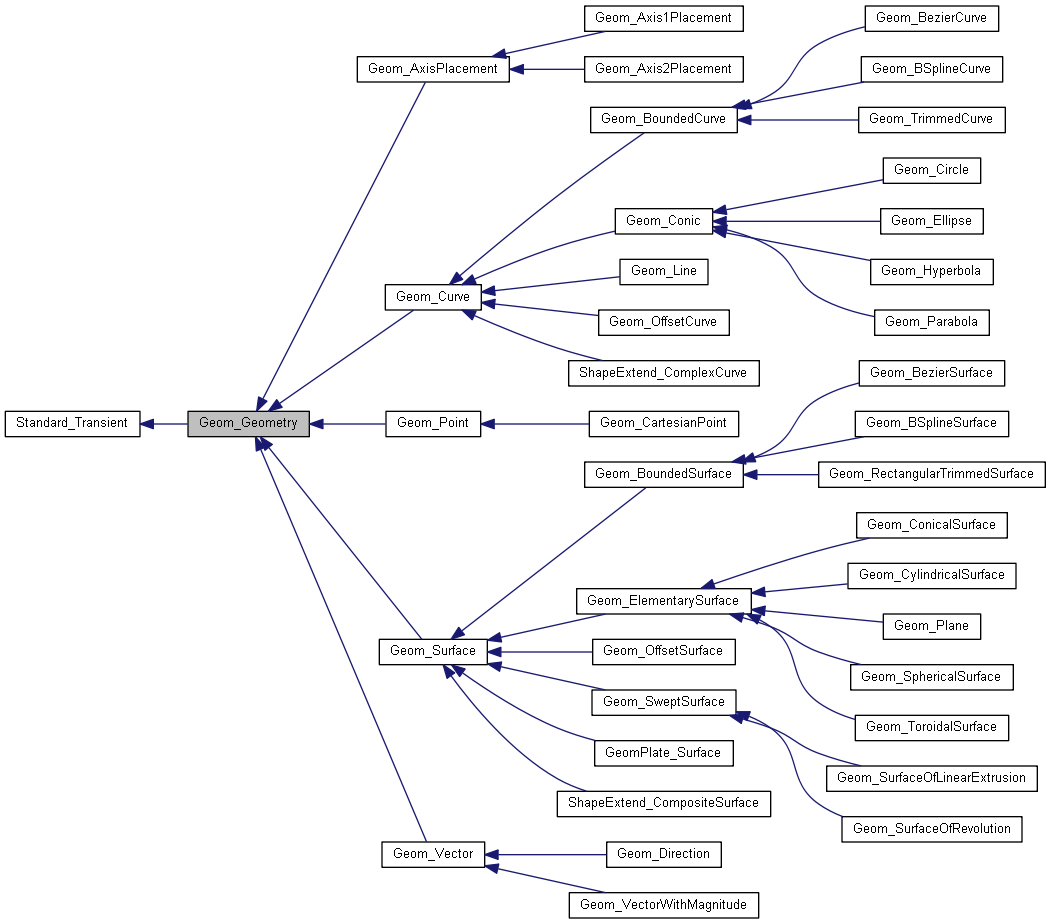 Geom_Axis1Placement
Geom_BezierCurve
Geom_AxisPlacement
Geom_Axis2Placement
Geom_BSplineCurve
Geom_BoundedCurve
Geom_TrimmedCurve
Geom_Circle
Geom_Conic
Geom_Ellipse
Geom_Line
Geom_Hyperbola
Geom_Curve
Geom_OffsetCurve
Geom_Parabola
ShapeExtend_ComplexCurve
Geom_BezierSurface
Standard_Transient
Geom_Geometry
Geom_Point
Geom_CartesianPoint
Geom_BSplineSurface
Geom_BoundedSurface
Geom_RectangularTrimmedSurface
Geom_ConicalSurface
Geom_CylindricalSurface
Geom_ElementarySurface
Geom_Plane
Geom_Surface
Geom_OffsetSurface
Geom_SphericalSurface
Geom_SweptSurface
Geom_ToroidalSurface
GeomPlate_Surface
Geom_SurfaceOfLinearExtrusion
ShapeExtend_CompositeSurface
Geom_SurfaceOfRevolution
Geom_Vector
Geom_Direction
Geom_VectorWithMagnitude